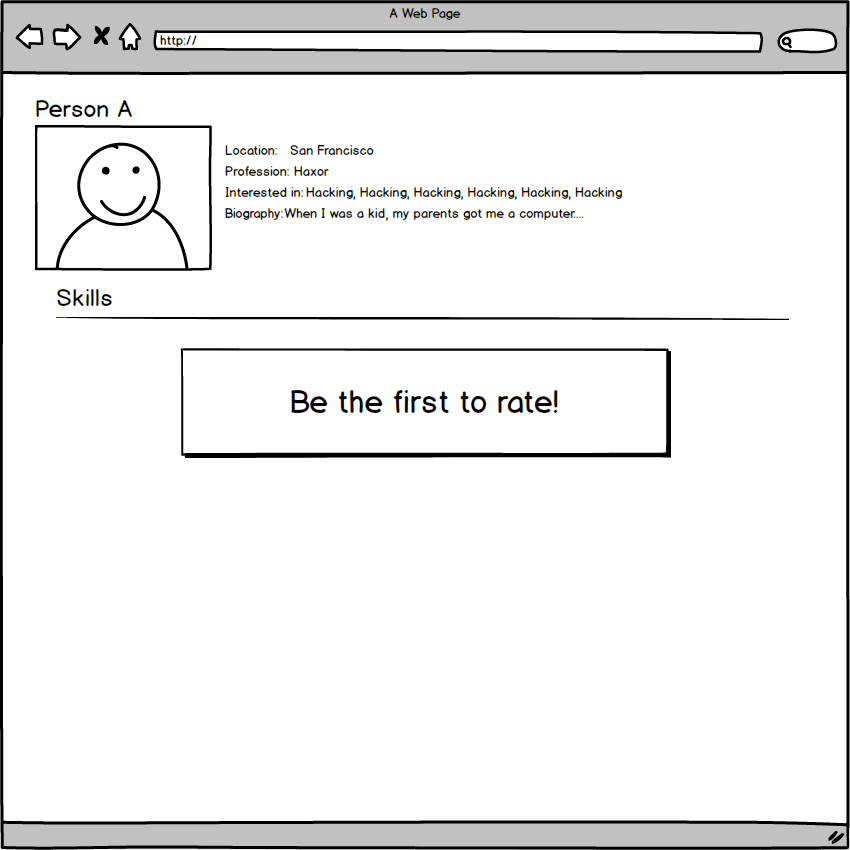 A Web Page
http://
Person A
Location: San Francisco
Profession: Haxor
Interested in: Hacking, Hacking, Hacking, Hacking, Hacking, Hacking
Biography: When I was a kid, my parents got me a computer....
Skills
Be the first to rate!